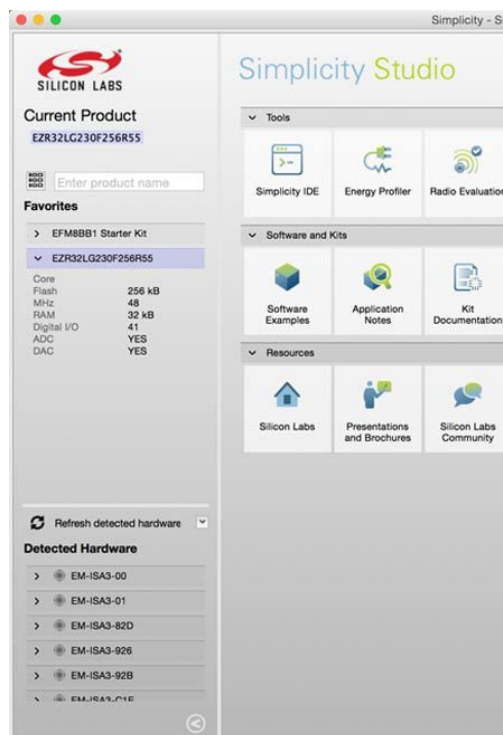 Simplicity - S
SILICON LABS
Current Product
EZR32LG230F256R55
Enter product name
Favorites
EFM8BB1 Starter Kit
EZR32LG230F256R55
Core
Flash 256 kB
MHz 48
RAM 32 kB
Digital I/O 41
ADC YES
DAC YES
Refresh detected hardware
Detected Hardware
EM-ISA3-00
EM-ISA3-01
EM-ISA3-82D
EM-ISA3-926
EM-ISA3-92B
Simplicity Studio
Tools
Simplicity IDE
Energy Profiler
Radio Evaluation
Software and Kits
Software
Examples
Application
Notes
Kit
Documentation
Resources
Silicon Labs
Presentations
and Brochures
Silicon Labs
Community